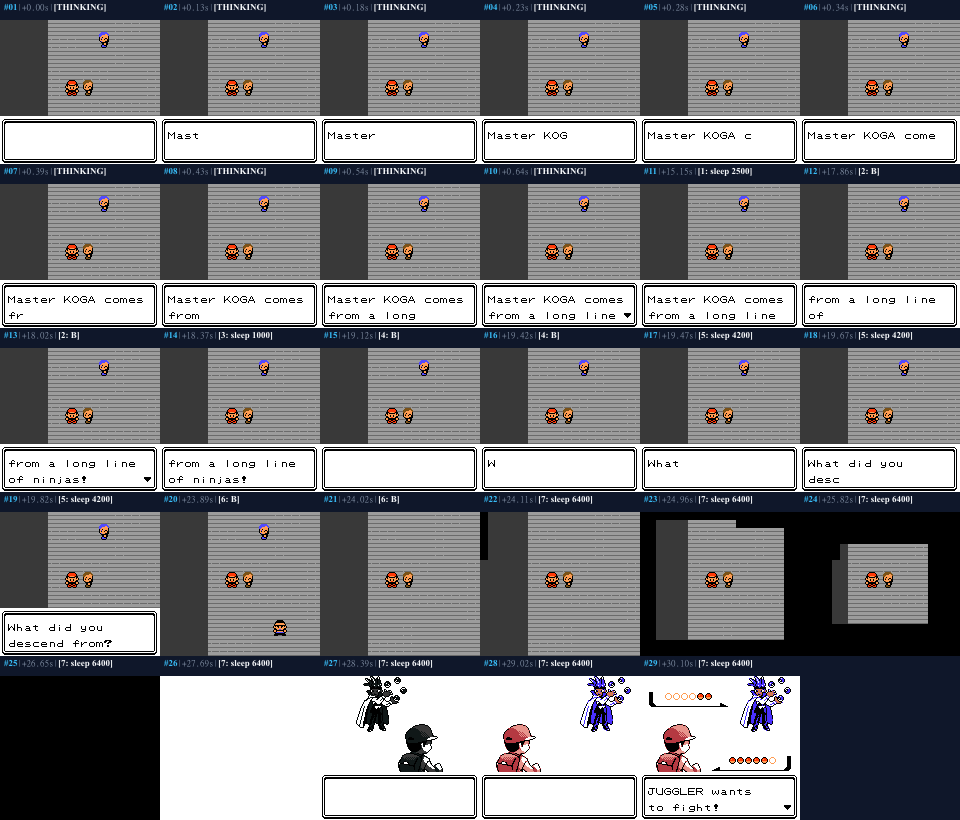 #01|+0.00s|[THINKING]
#02|+0.13s|[THINKING]
#03|+0.18s|[THINKING]
#04|+0.23s|[THINKING]
#05|+0.28s|[THINKING]
#06|+0.34s|[THINKING]
Mast
Master
Master KOG
Master KOGA c
Master KOGA come
#07|+0.39s|[THINKING]
#08|+0.43s|[THINKING]
#09|+0.54s|[THINKING]
#10|+0.64s|[THINKING]
#11|+15.15s|[1: sleep 2500]
#12|+17.86s|[2: B]
Master KOGA comes
fr
Master KOGA comes
from
Master KOGA comes
from a long
Master KOGA comes
from a long line
Master KOGA comes
from a long line
from a long line
of
#13|+18.02s|[2: B]
#14|+18.37s|[3: sleep 1000]
#15|+19.12s|[4: B]
#16|+19.42s|[4: B]
#17|+19.47s|[5: sleep 4200]
#18|+19.67s|[5: sleep 4200]
from a long line
of ninjas!
from a long line
of ninjas!
W
What
What did you
desc
#19|+19.82s|[5: sleep 4200]
#20|+23.89s|[6: B]
#21|+24.02s|[6: B]
#22|+24.11s|[7: sleep 6400]
#23|+24.96s|[7: sleep 6400]
#24|+25.82s|[7: sleep 6400]
What did you
descend from?
#25|+26.65s|[7: sleep 6400]
#26|+27.69s|[7: sleep 6400]
#27|+28.39s|[7: sleep 6400]
#28|+29.02s|[7: sleep 6400]
#29|+30.10s|[7: sleep 6400]
JUGGLER wants
to fight!